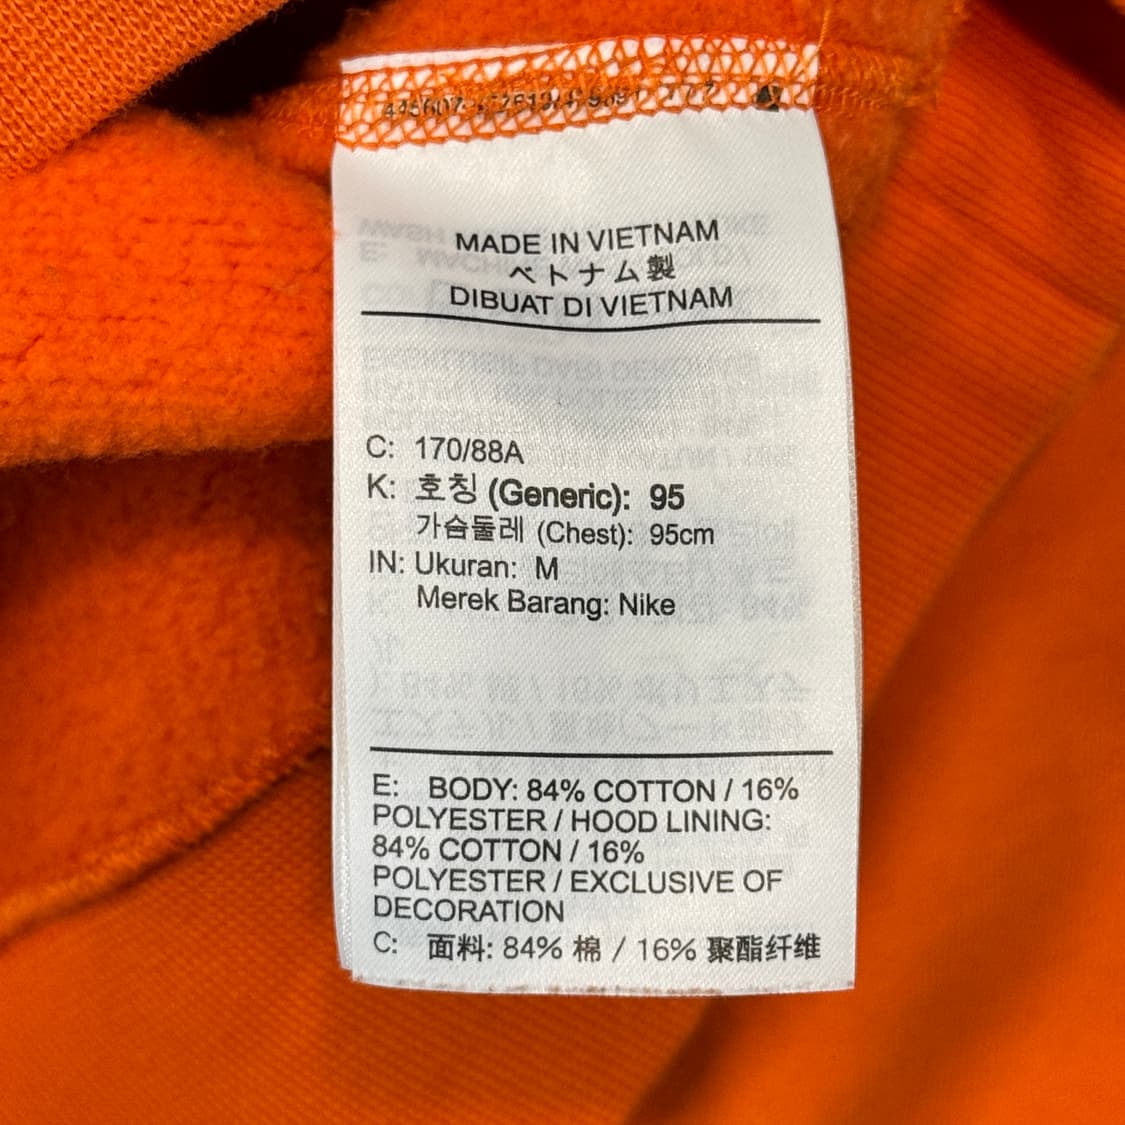 MADE IN VIETNAM
ベトナム製
DIBUAT DI VIETNAM
C: 170/88A
K: 호칭 (Generic): 95
가슴둘레 (Chest): 95cm
IN: Ukuran: M
Merek Barang: Nike
E: BODY: 84% COTTON / 16%
POLYESTER / HOOD LINING:
84% COTTON / 16%
POLYESTER / EXCLUSIVE OF
DECORATION
C: 面料: 84% 棉 / 16% 聚酯纤维